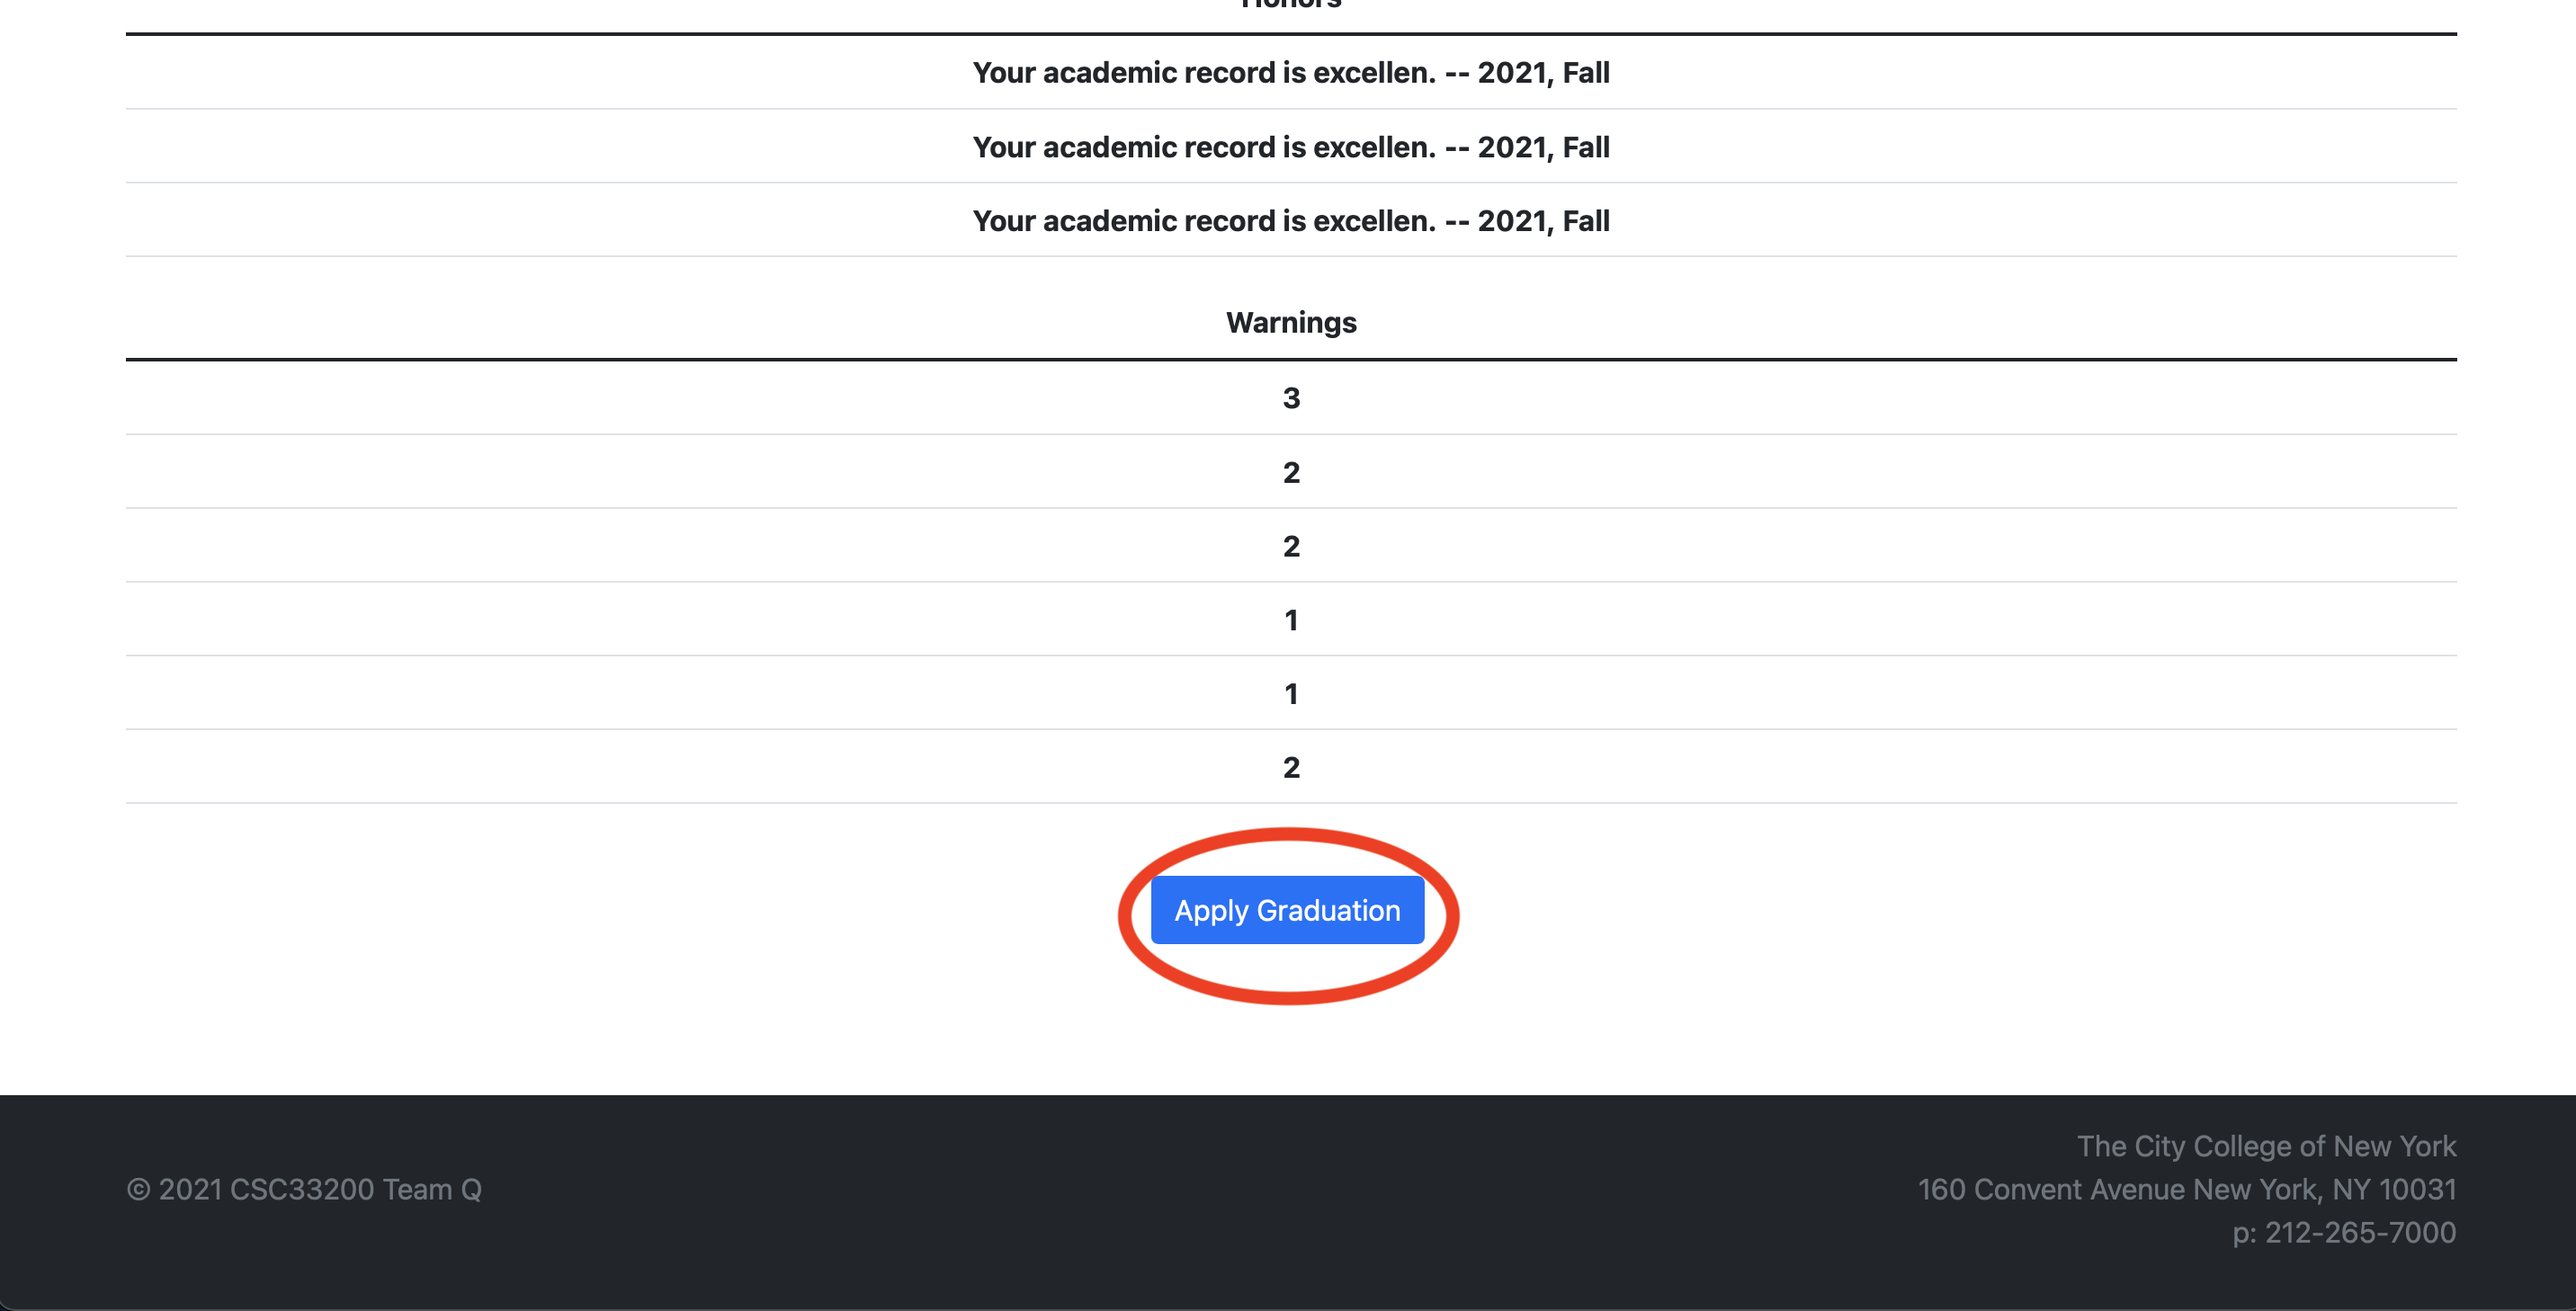 Honors
Your academic record is excellen. -- 2021, Fall
Your academic record is excellen. -- 2021, Fall
Your academic record is excellen. -- 2021, Fall
Warnings
3
2
2
1
1
2
Apply Graduation
© 2021 CSC33200 Team Q
The City College of New York
160 Convent Avenue New York, NY 10031
p: 212-265-7000